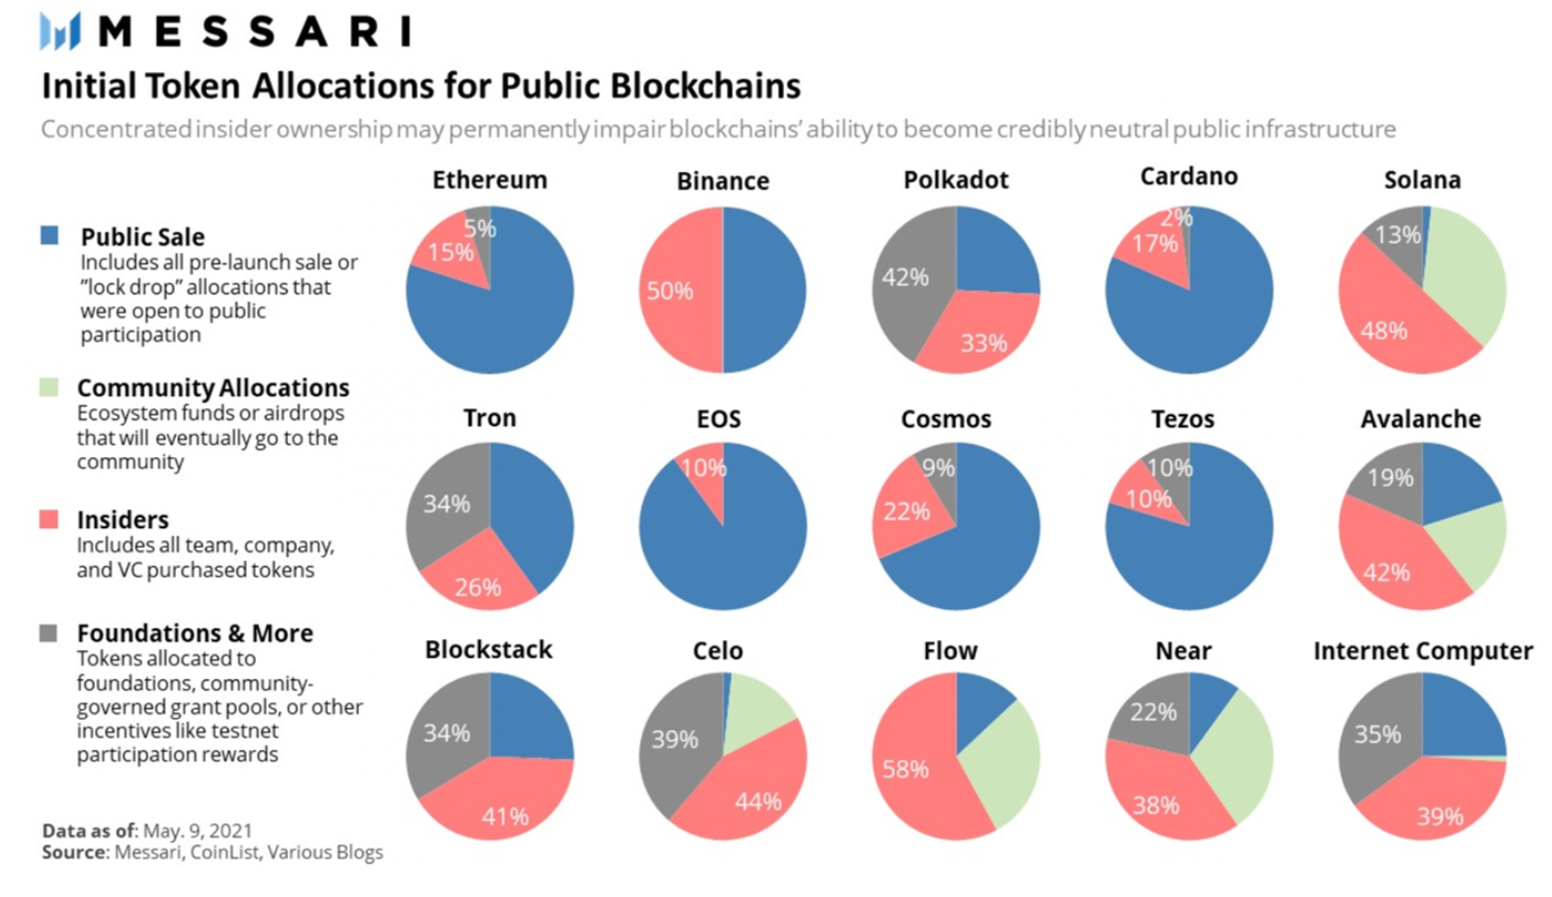 MESSARI
Initial Token Allocations for Public Blockchains
Concentrated insider ownership may permanently impair blockchains' ability to become credibly neutral public infrastructure
Public Sale
Includes all pre-launch sale or
"lock drop" allocations that
were open to public
participation
Community Allocations
Ecosystem funds or airdrops
that will eventually go to the
community
Insiders
Includes all team, company,
and VC purchased tokens
Foundations & More
Tokens allocated to
foundations, community-
governed grant pools, or other
incentives like testnet
participation rewards
Data as of: May. 9, 2021
Source: Messari, CoinList, Various Blogs
Ethereum
5%
15%
Binance
50%
Polkadot
42%
33%
Cardano
2%
17%
Solana
13%
48%
Tron
34%
26%
EOS
10%
Cosmos
9%
22%
Tezos
10%
10%
Avalanche
19%
42%
Blockstack
34%
41%
Celo
39%
44%
Flow
58%
Near
22%
38%
Internet Computer
35%
39%